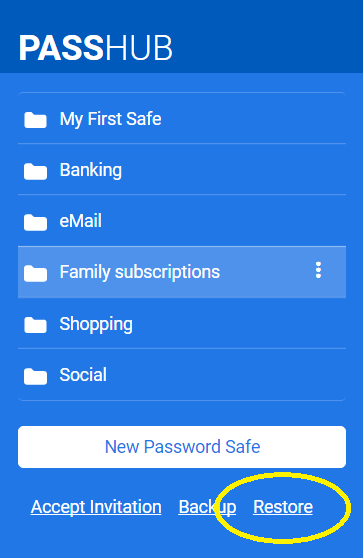 PASSHUB
My First Safe
Banking
eMail
Family subscriptions
Shopping
Social
New Password Safe
Accept Invitation Backup Restore